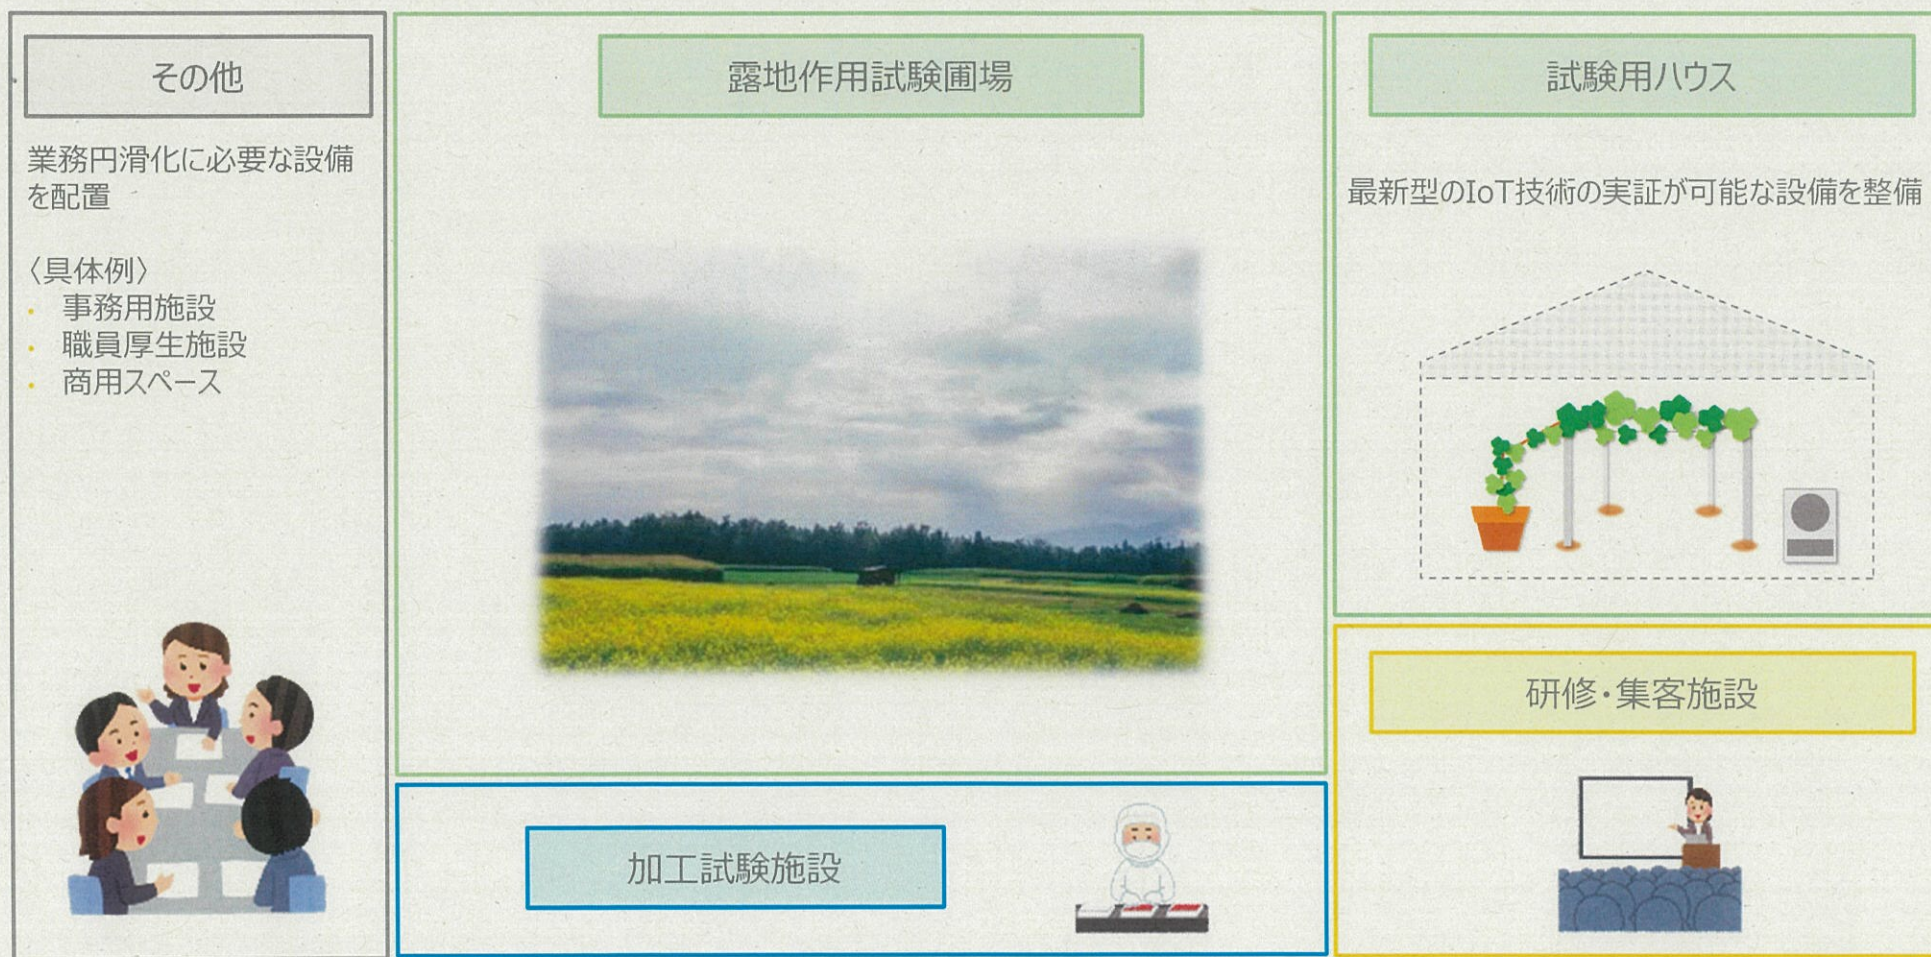 その他
業務円滑化に必要な設備
を配置
〈具体例〉
• 事務用施設
• 職員厚生施設
• 商用スペース
露地作用試験圃場
加工試験施設
試験用ハウス
最新型のIoT技術の実証が可能な設備を整備
研修・集客施設